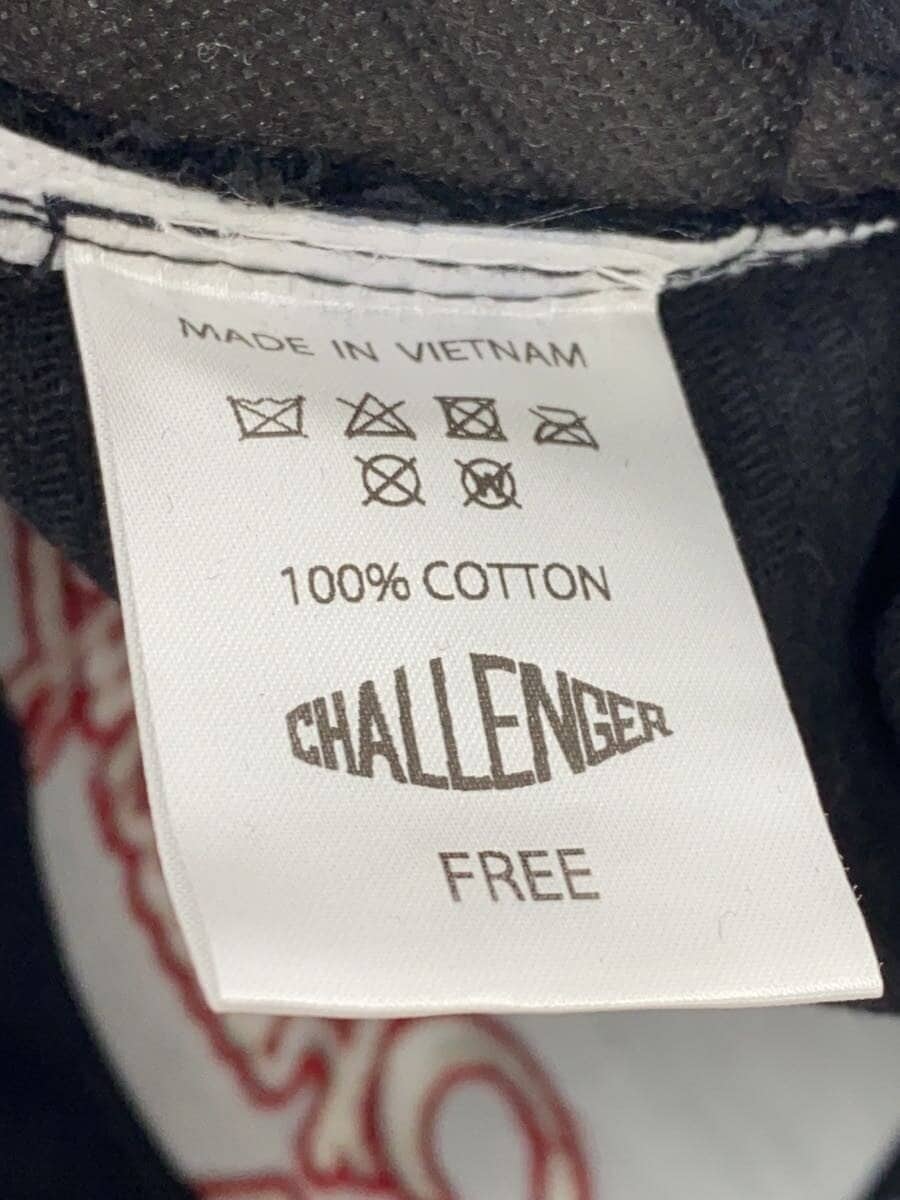 MADE IN VIETNAM
W
100% COTTON
CHALLENGER
FREE